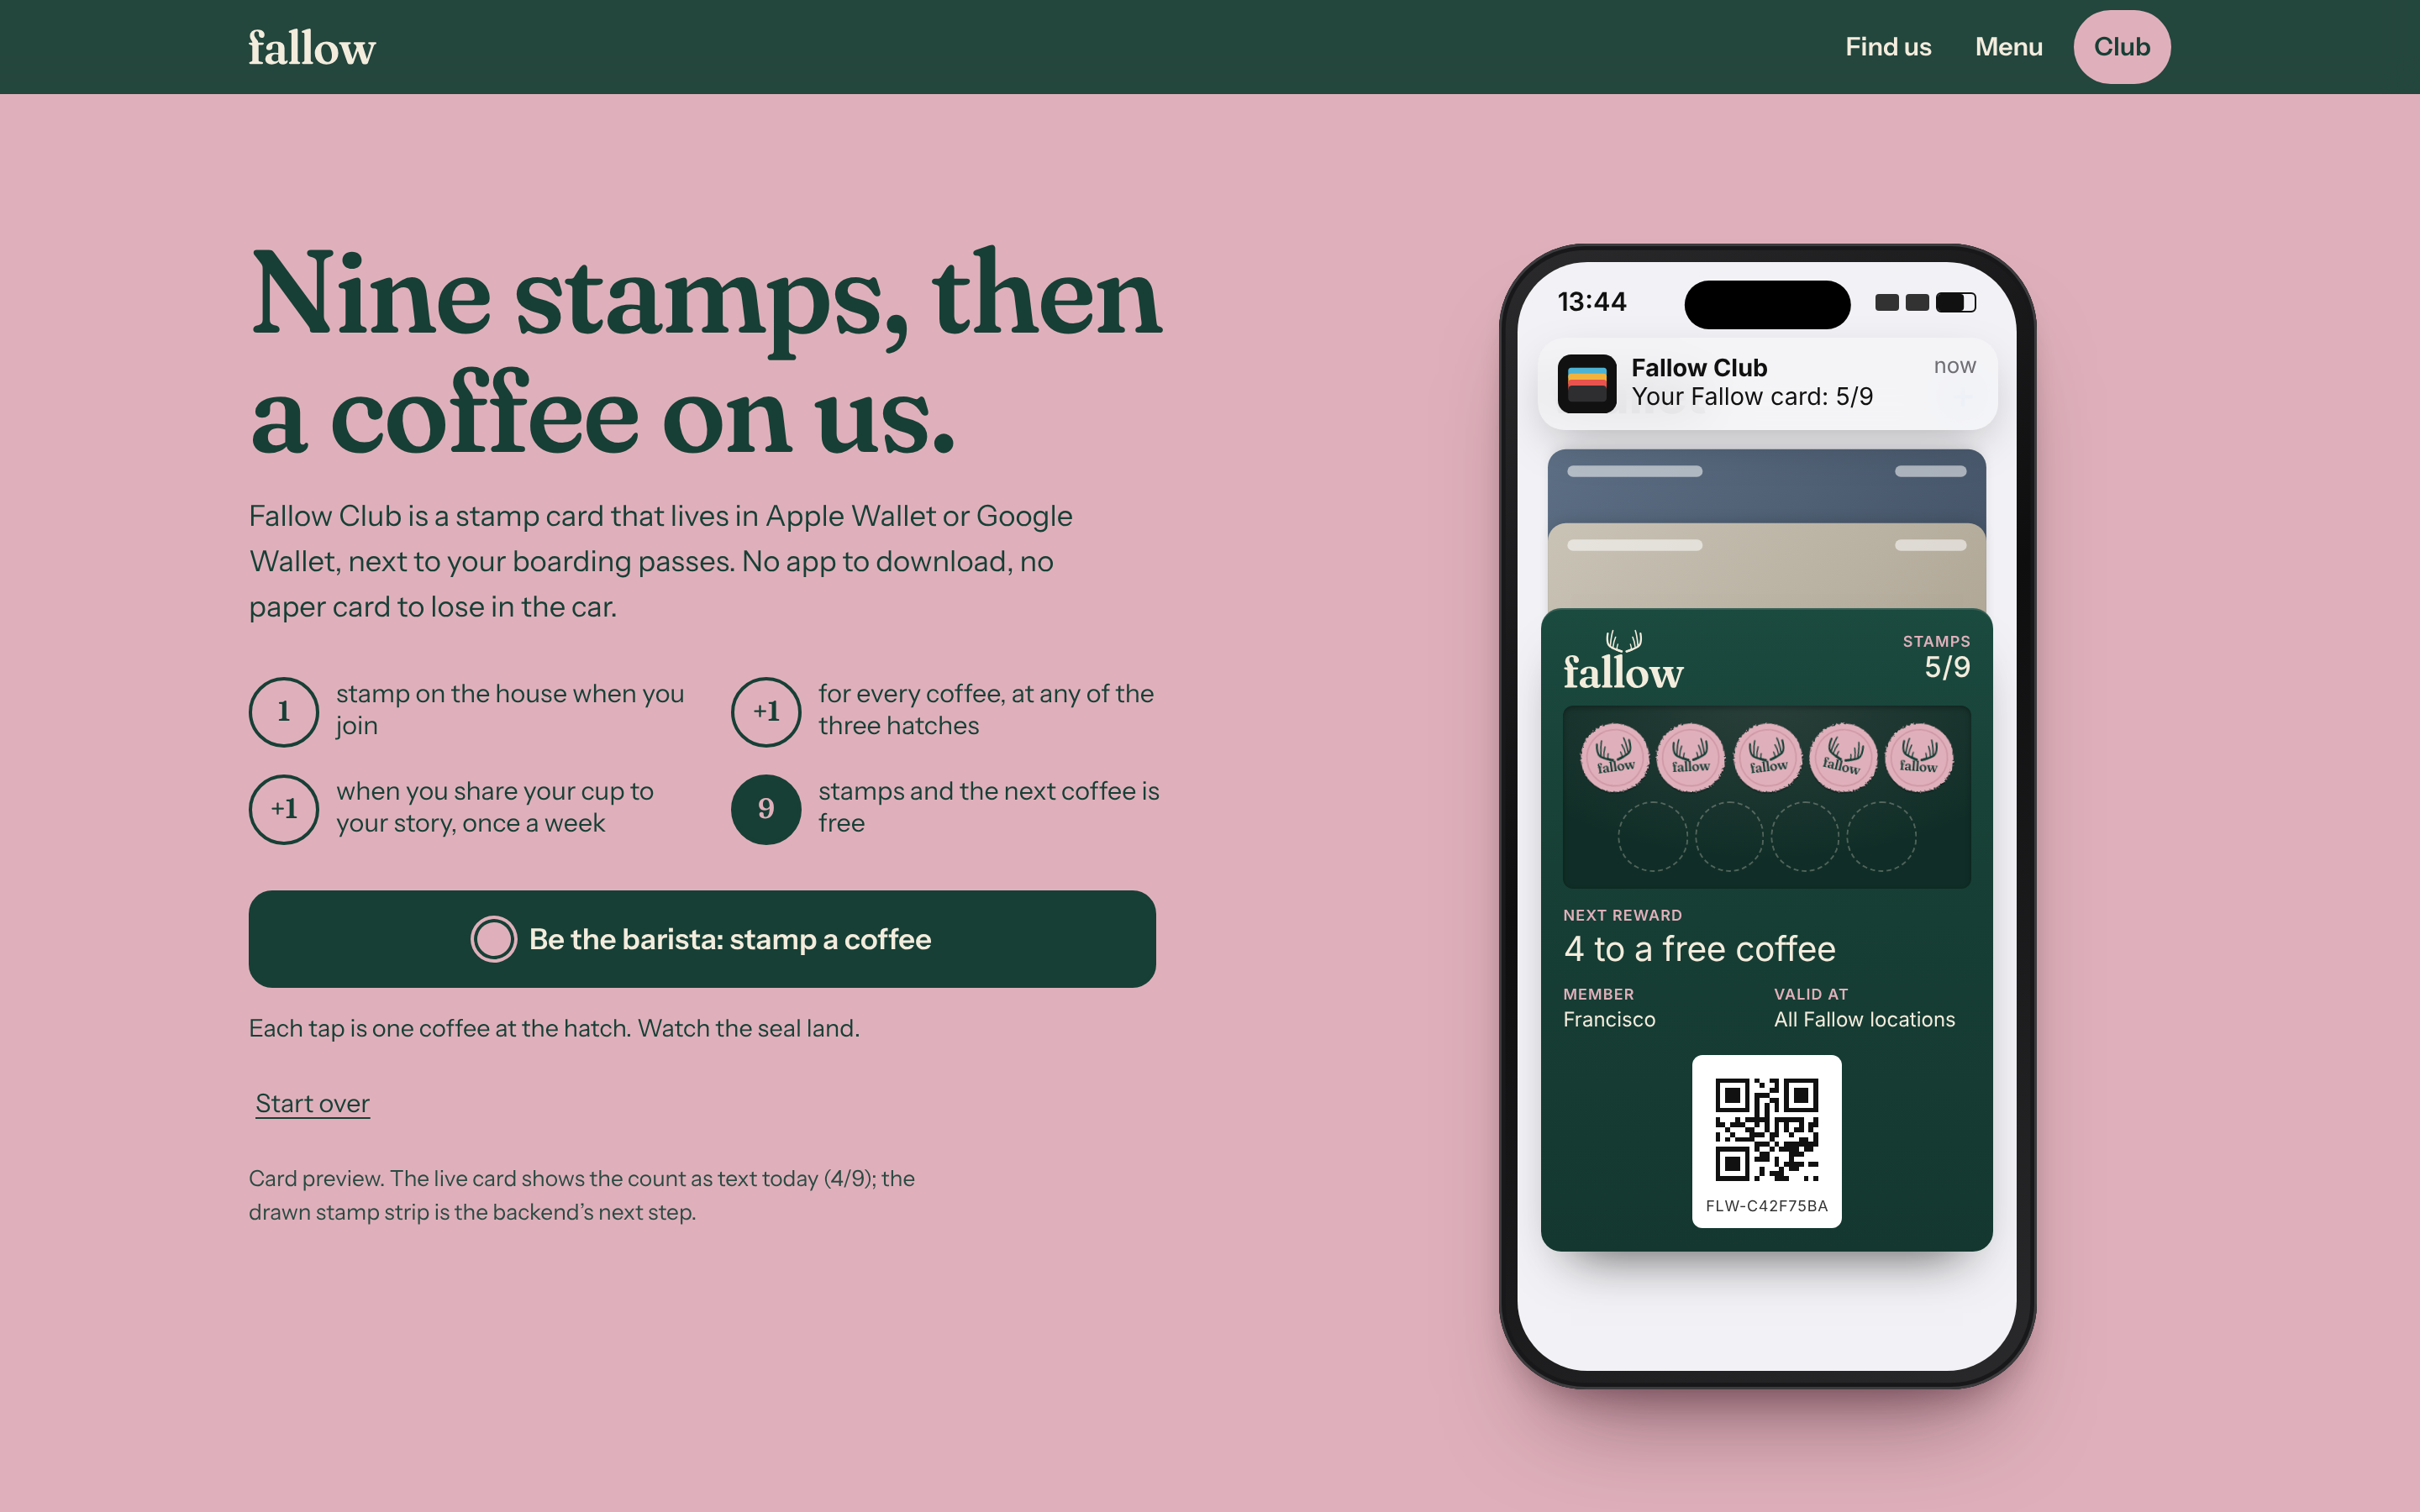 fallow
Find us
Menu
Club
Nine stamps, then
a coffee on us.
Fallow Club is a stamp card that lives in Apple Wallet or Google
Wallet, next to your boarding passes. No app to download, no
paper card to lose in the car.
1
stamp on the house when you
join
+1
for every coffee, at any of the
three hatches
+1
when you share your cup to
your story, once a week
9
stamps and the next coffee is
free
Be the barista: stamp a coffee
Each tap is one coffee at the hatch. Watch the seal land.
Start over
Card preview. The live card shows the count as text today (4/9); the
drawn stamp strip is the backend’s next step.
13:44
Fallow Club
now
Your Fallow card: 5/9
fallow
STAMPS
5/9
fallow
fallow
fallow
fallow
fallow
NEXT REWARD
4 to a free coffee
MEMBER
Francisco
VALID AT
All Fallow locations
FLW-C42F75BA